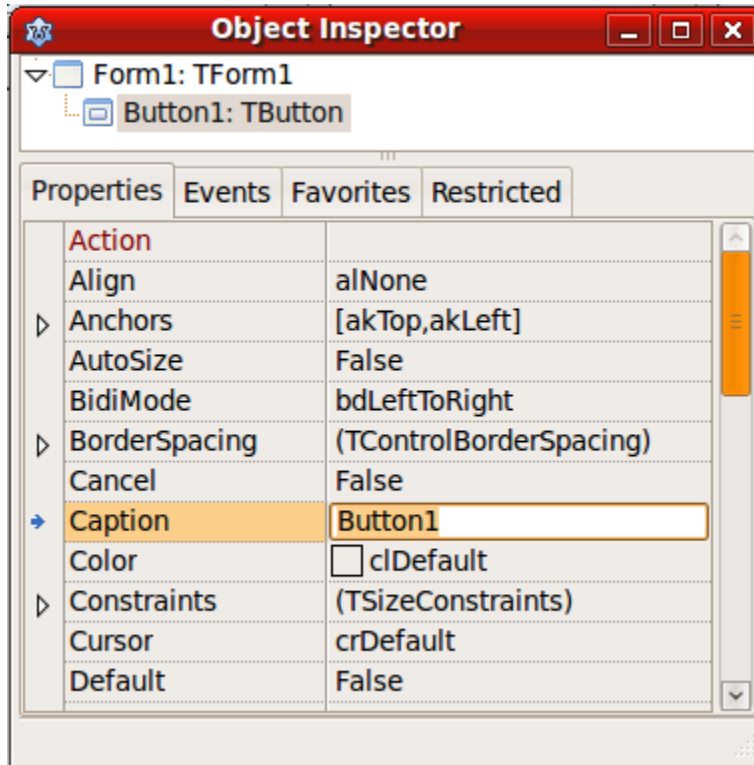 Object Inspector
Form1: TForm1
Button1: TButton
Properties Events Favorites Restricted
Action
Align alNone
Anchors [akTop,akLeft]
AutoSize False
BidiMode bdLeftToRight
BorderSpacing (TControlBorderSpacing)
Cancel False
Caption Button1
Color clDefault
Constraints (TSizeConstraints)
Cursor crDefault
Default False